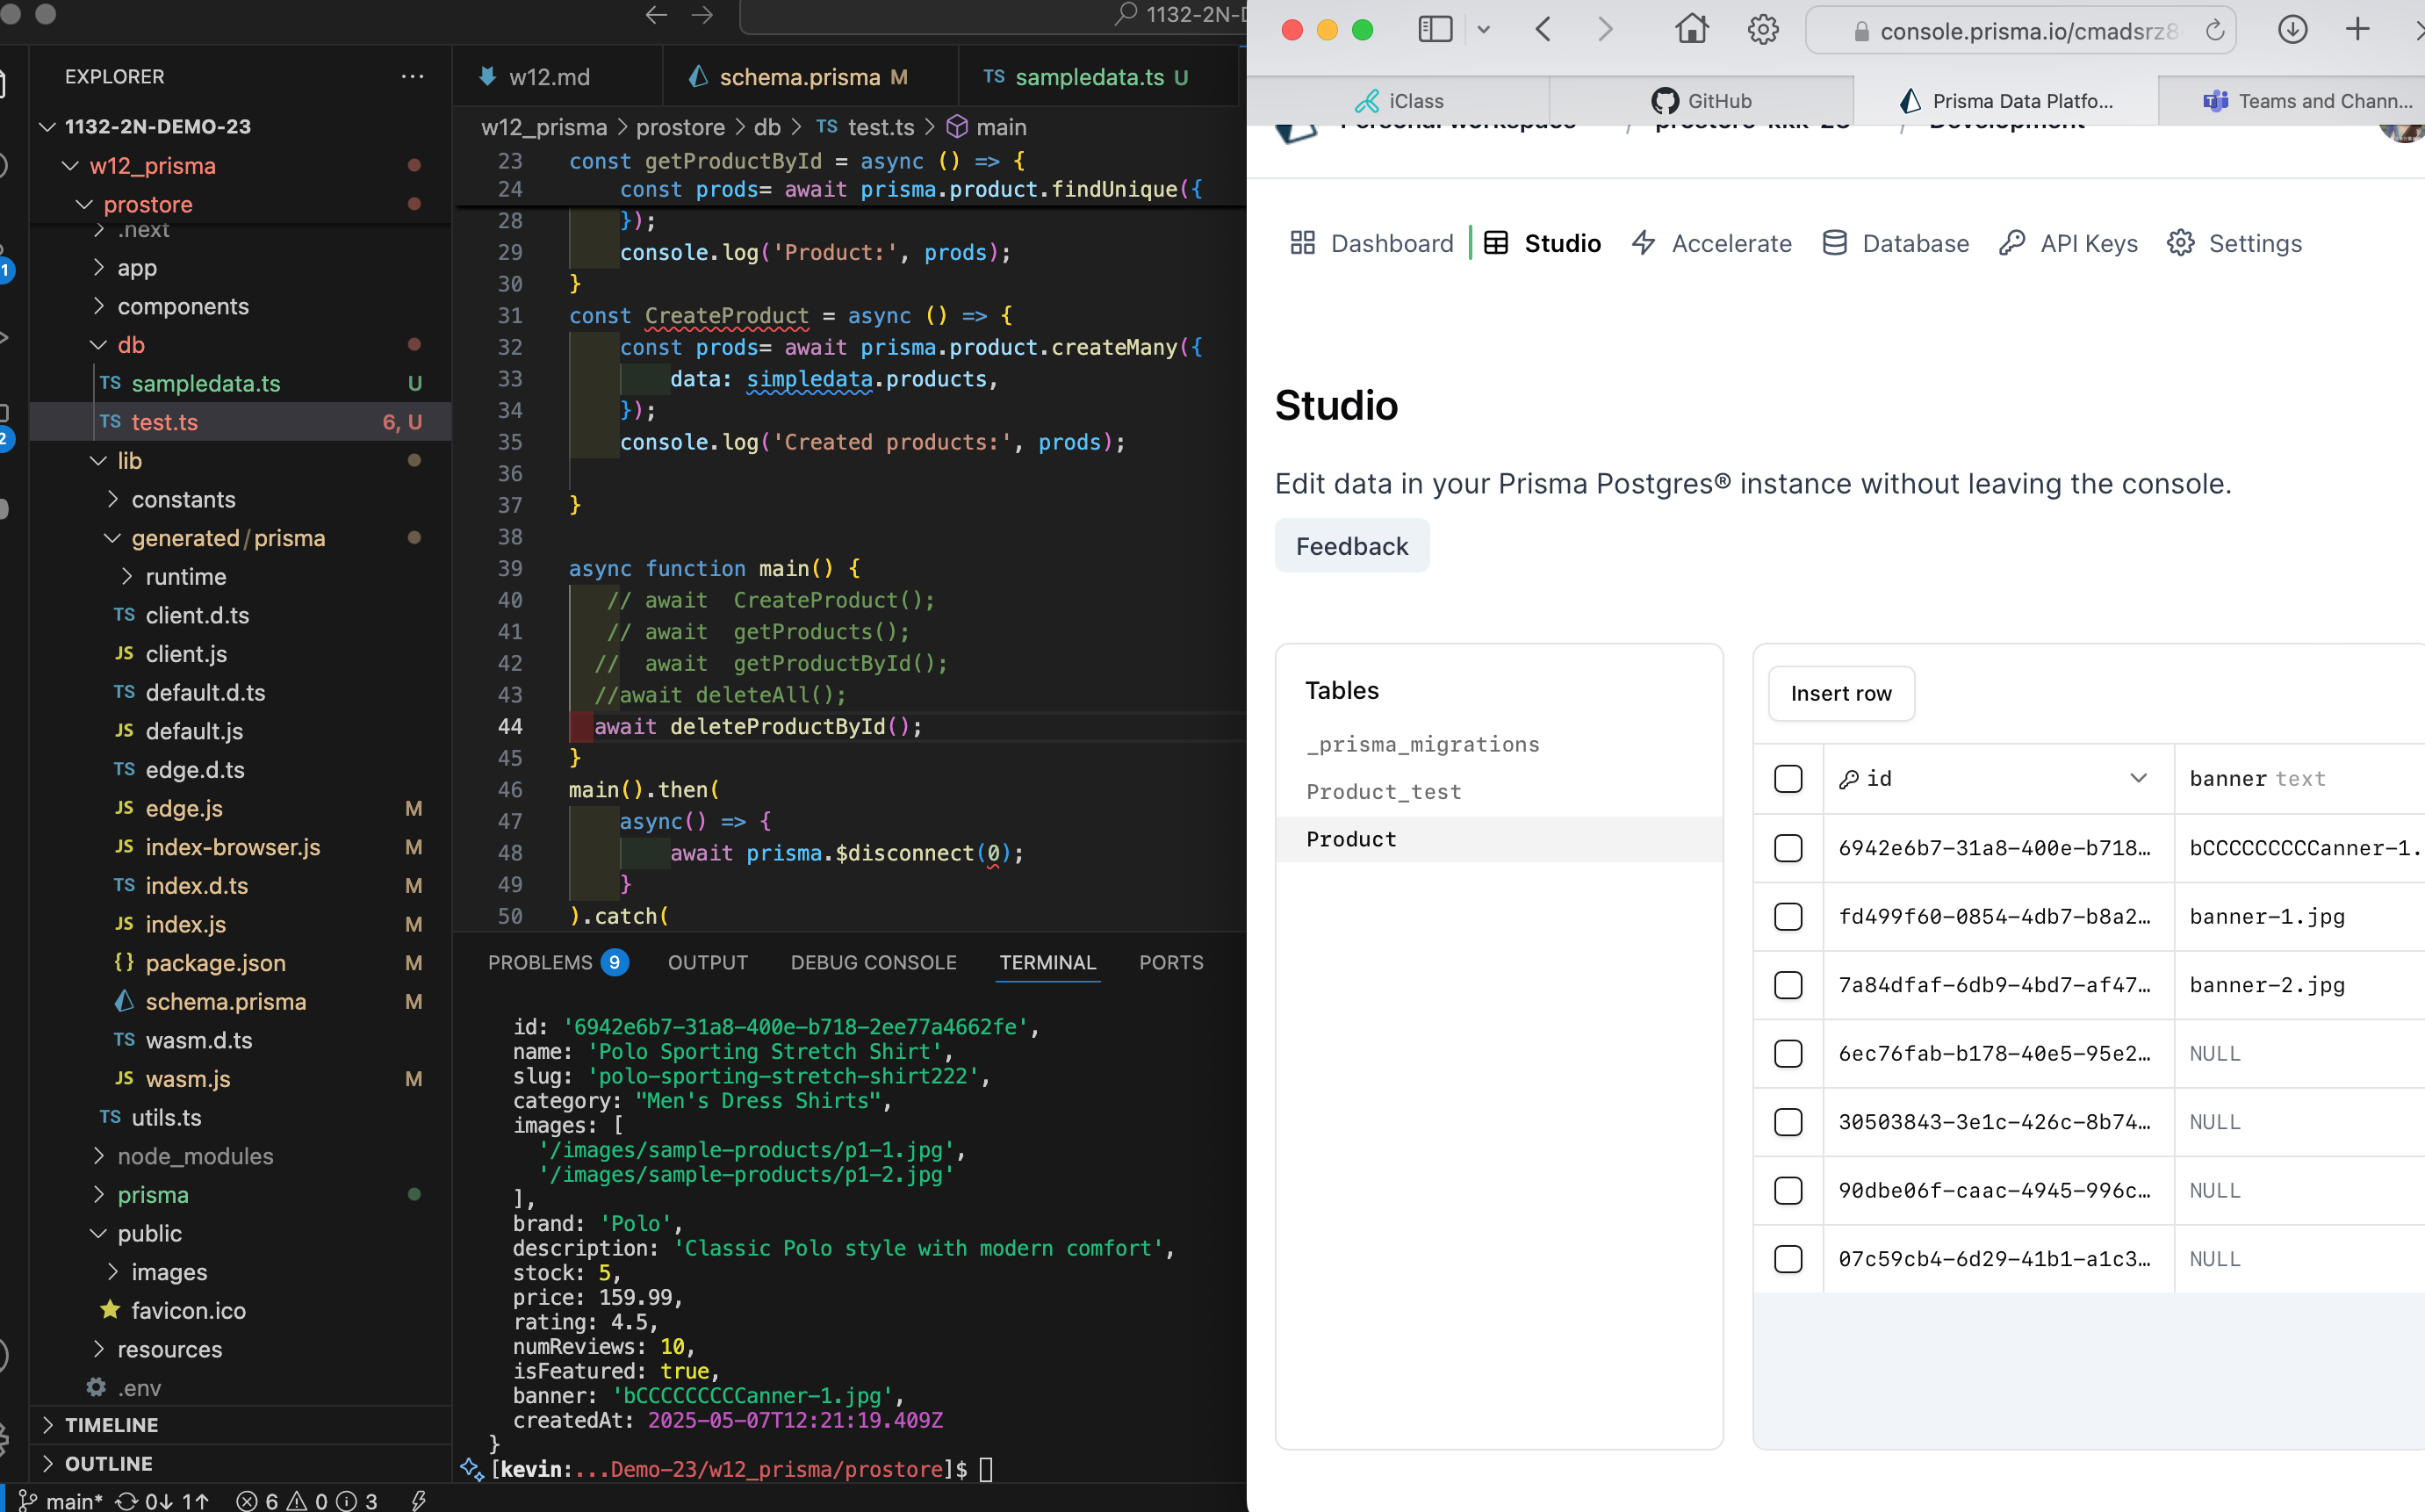 1132-2N-D
EXPLORER
1132-2N-DEMO-23
w12_prisma
prostore
.next
app
components
db
TS sampledata.ts U
TS test.ts 6, U
lib
constants
generated/prisma
runtime
TS client.d.ts
JS client.js
TS default.d.ts
JS default.js
TS edge.d.ts
JS edge.js M
JS index-browser.js M
TS index.d.ts M
JS index.js M
{} package.json M
schema.prisma M
TS wasm.d.ts
JS wasm.js M
TS utils.ts
node_modules
prisma
public
images
favicon.ico
resources
.env
TIMELINE
OUTLINE
main* 0↓ 1↑ 6 0 3
1
2
w12.md
schema.prisma M
TS sampledata.ts U
w12_prisma > prostore > db > TS test.ts > main
23 const getProductById = async () => {
24 const prods= await prisma.product.findUnique({
28 });
29 console.log('Product:', prods);
30 }
31 const CreateProduct = async () => {
32 const prods= await prisma.product.createMany({
33 data: simpledata.products,
34 });
35 console.log('Created products:', prods);
36
37 }
38
39 async function main() {
40 // await  CreateProduct();
41 // await  getProducts();
42 //  await  getProductById();
43 //await deleteAll();
44 await deleteProductById();
45 }
46 main().then(
47 async() => {
48 await prisma.$disconnect(0);
49 }
50 ).catch(
PROBLEMS 9 OUTPUT DEBUG CONSOLE TERMINAL PORTS
id: '6942e6b7-31a8-400e-b718-2ee77a4662fe',
name: 'Polo Sporting Stretch Shirt',
slug: 'polo-sporting-stretch-shirt222',
category: "Men's Dress Shirts",
images: [
'/images/sample-products/p1-1.jpg',
'/images/sample-products/p1-2.jpg'
],
brand: 'Polo',
description: 'Classic Polo style with modern comfort',
stock: 5,
price: 159.99,
rating: 4.5,
numReviews: 10,
isFeatured: true,
banner: 'bCCCCCCCCCanner-1.jpg',
createdAt: 2025-05-07T12:21:19.409Z
}
[kevin:...Demo-23/w12_prisma/prostore]$
console.prisma.io/cmadsrz8
iClass
GitHub
Prisma Data Platfo...
Teams and Chann...
Personal workspace / prostore-kkk-23 / Development
Dashboard
Studio
Accelerate
Database
API Keys
Settings
Studio
Edit data in your Prisma Postgres® instance without leaving the console.
Feedback
Tables
_prisma_migrations
Product_test
Product
Insert row
id banner text
6942e6b7-31a8-400e-b718… bCCCCCCCCCanner-1.
fd499f60-0854-4db7-b8a2… banner-1.jpg
7a84dfaf-6db9-4bd7-af47… banner-2.jpg
6ec76fab-b178-40e5-95e2… NULL
30503843-3e1c-426c-8b74… NULL
90dbe06f-caac-4945-996c… NULL
07c59cb4-6d29-41b1-a1c3… NULL